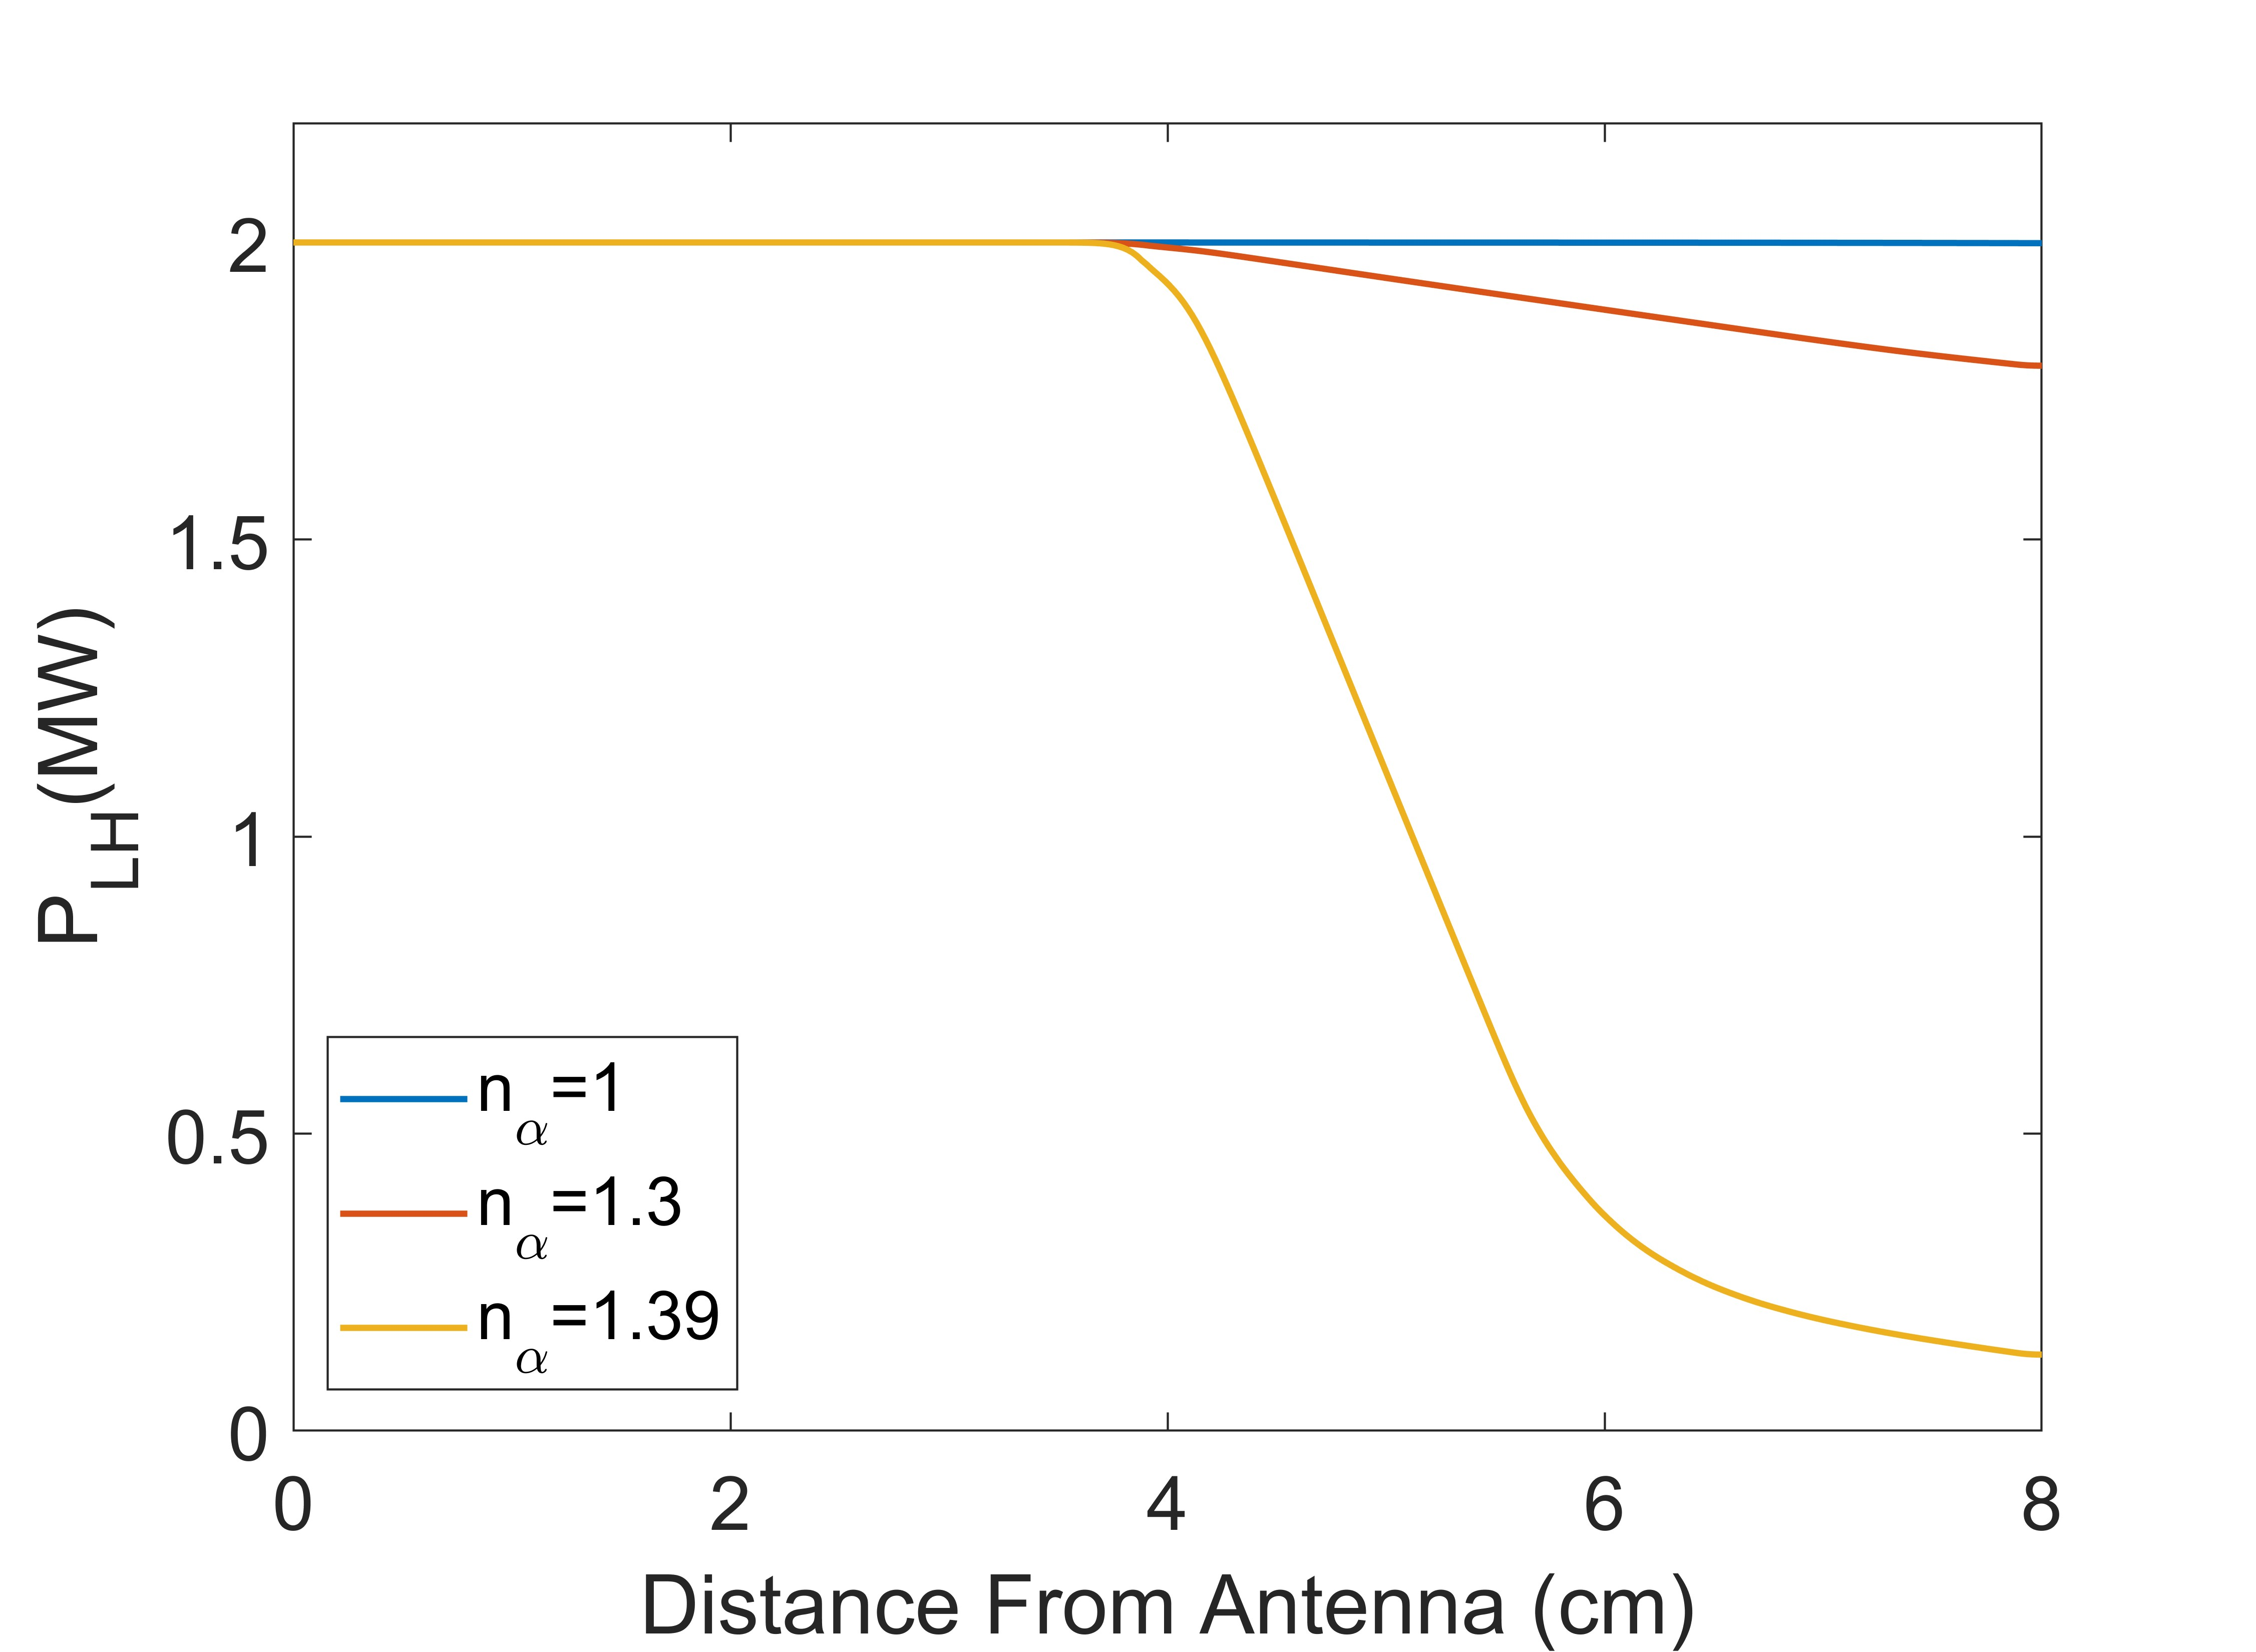 2
1.5
1
0.5
0
0 2 4 6 8
P_LH(MW)
Distance From Antenna (cm)
n_α=1
n_α=1.3
n_α=1.39